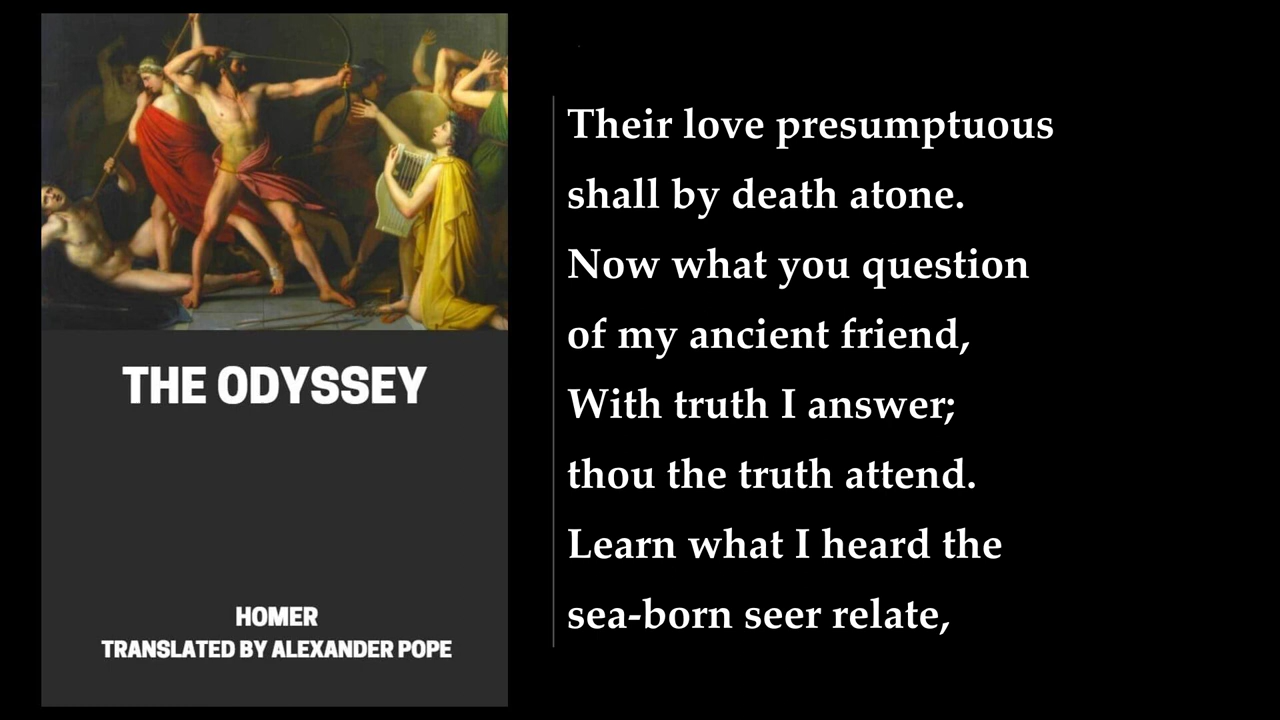 THE ODYSSEY
HOMER
TRANSLATED BY ALEXANDER POPE
Their love presumptuous
shall by death atone.
Now what you question
of my ancient friend,
With truth I answer;
thou the truth attend.
Learn what I heard the
sea-born seer relate,